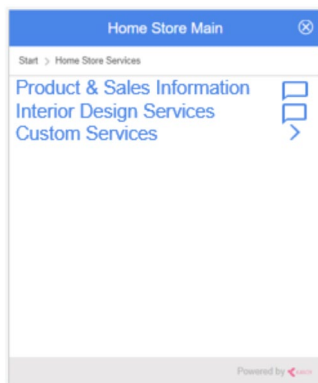 Home Store Main
Start > Home Store Services
Product & Sales Information
Interior Design Services
Custom Services
Powered by